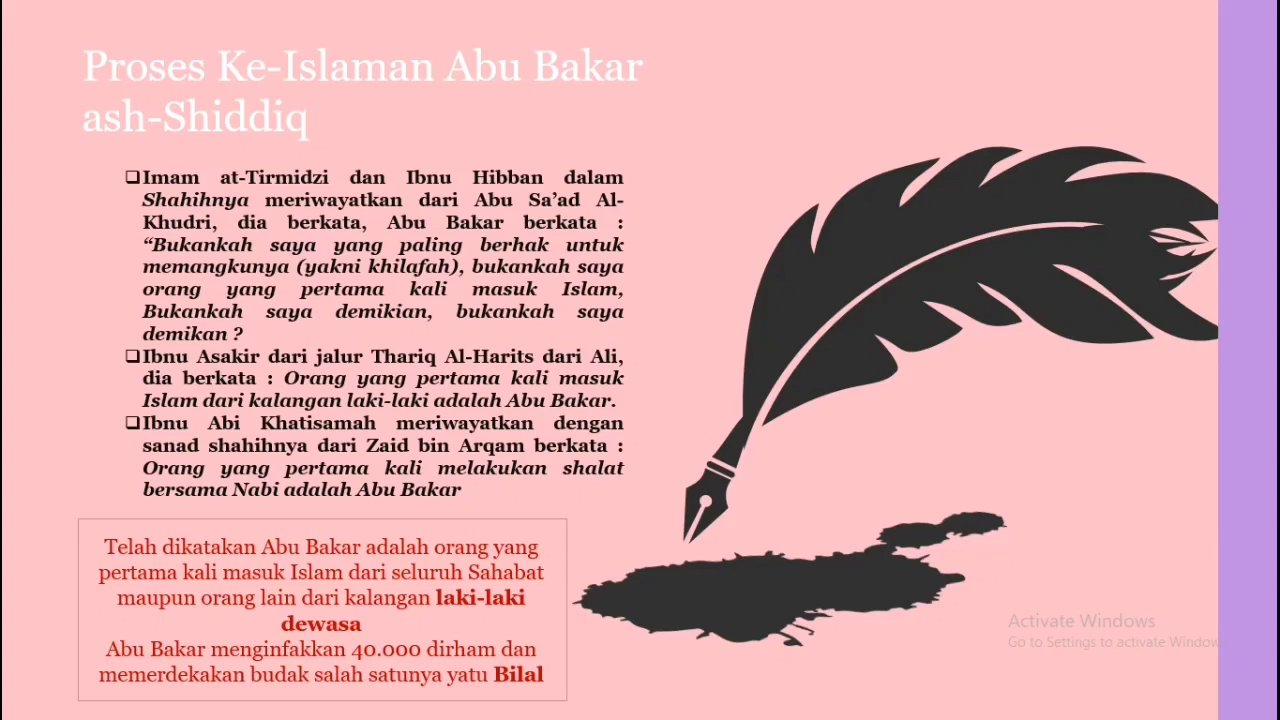 Proses Ke-Islaman Abu Bakar
ash-Shiddiq
❑Imam at-Tirmidzi dan Ibnu Hibban dalam
Shahihnya meriwayatkan dari Abu Sa’ad Al-
Khudri, dia berkata, Abu Bakar berkata :
“Bukankah saya yang paling berhak untuk
memangkunya (yakni khilafah), bukankah saya
orang yang pertama kali masuk Islam,
Bukankah saya demikian, bukankah saya
demikan ?
❑Ibnu Asakir dari jalur Thariq Al-Harits dari Ali,
dia berkata : Orang yang pertama kali masuk
Islam dari kalangan laki-laki adalah Abu Bakar.
❑Ibnu Abi Khatisamah meriwayatkan dengan
sanad shahihnya dari Zaid bin Arqam berkata :
Orang yang pertama kali melakukan shalat
bersama Nabi adalah Abu Bakar
Telah dikatakan Abu Bakar adalah orang yang
pertama kali masuk Islam dari seluruh Sahabat
maupun orang lain dari kalangan laki-laki
dewasa
Abu Bakar menginfakkan 40.000 dirham dan
memerdekakan budak salah satunya yatu Bilal
Activate Windows
Go to Settings to activate Window